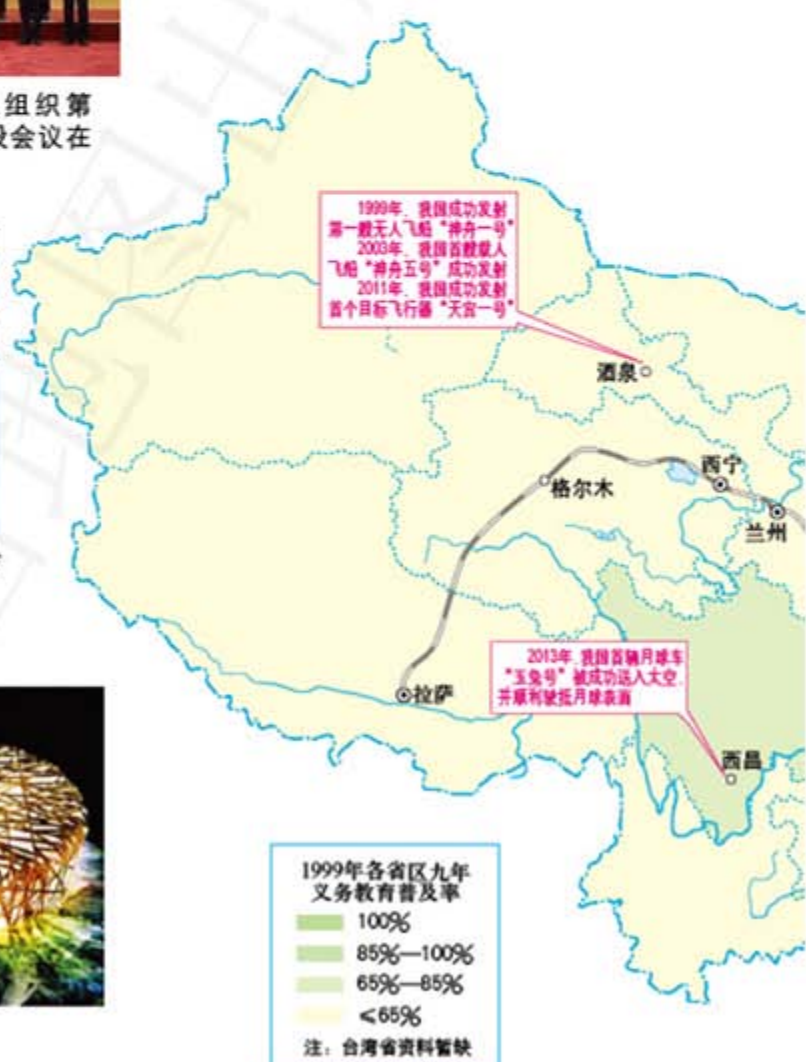 组织第
会议在
1999年，我国成功发射
第一艘无人飞船“神舟一号”
2003年，我国首艘载人
飞船“神舟五号”成功发射
2011年，我国成功发射
首个目标飞行器“天宫一号”
酒泉
西宁
格尔木
兰州
2013年，我国首辆月球车
“玉兔号”被成功送入太空，
并顺利驶抵月球表面
拉萨
西昌
1999年各省区九年
义务教育普及率
100%
85%—100%
65%—85%
≤65%
注：台湾省资料暂缺